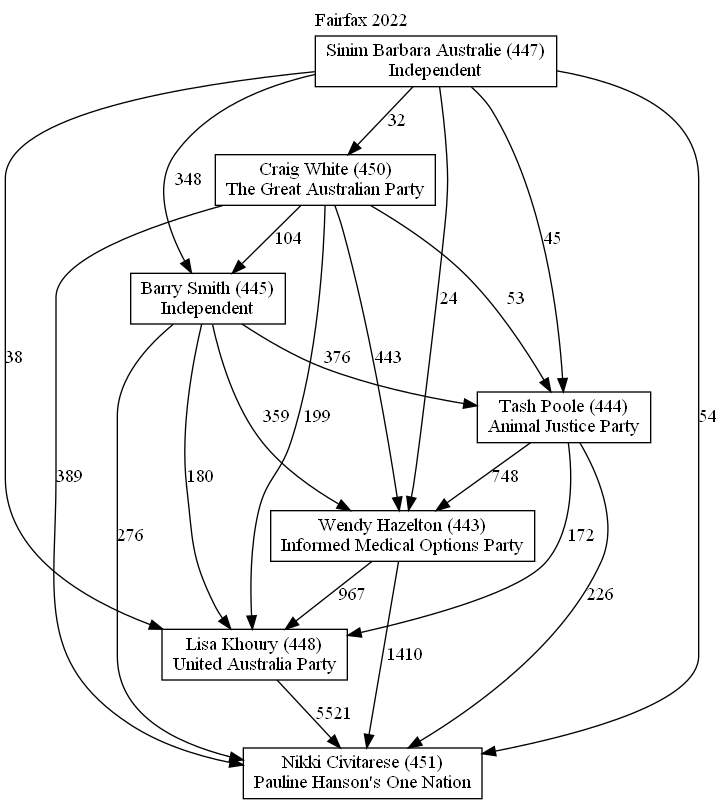 Fairfax 2022
Sinim Barbara Australie (447)
Independent
32
Craig White (450)
The Great Australian Party
348
104
45
Barry Smith (445)
Independent
24
53
38
376
443
Tash Poole (444)
Animal Justice Party
359
199
389
180
748
Wendy Hazelton (443)
Informed Medical Options Party
54
276
172
967
226
Lisa Khoury (448)
United Australia Party
1410
5521
Nikki Civitarese (451)
Pauline Hanson's One Nation